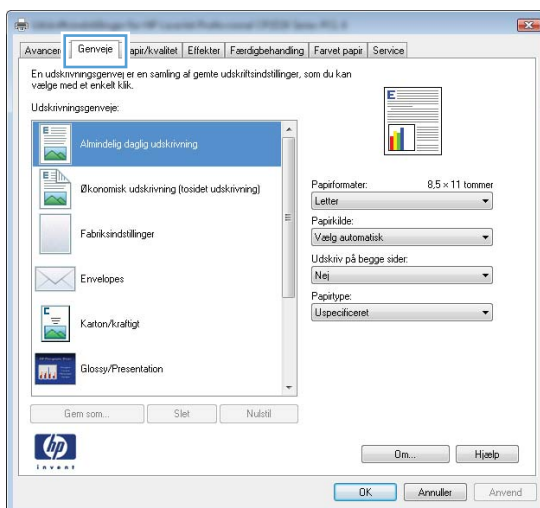 Avancer
Genveje
apir/kvalitet
Effekter
Færdigbehandling
Farvet papir
Service
En udskrivningsgenvej er en samling af gemte udskriftsindstillinger, som du kan
vælge med et enkelt klik.
Udskrivningsgenveje:
E
Almindelig daglig udskrivning
Økonomisk udskrivning (tosidet udskrivning)
Fabriksindstillinger
Envelopes
Karton/kraftigt
Glossy/Presentation
E
Papirformater:
8,5 × 11 tommer
Letter
Papirkilde:
Vælg automatisk
Udskriv på begge sider:
Nej
Papirtype:
Uspecificeret
Gem som...
Slet
Nulstil
hp
invent
Om...
Hjælp
OK
Annuller
Anvend